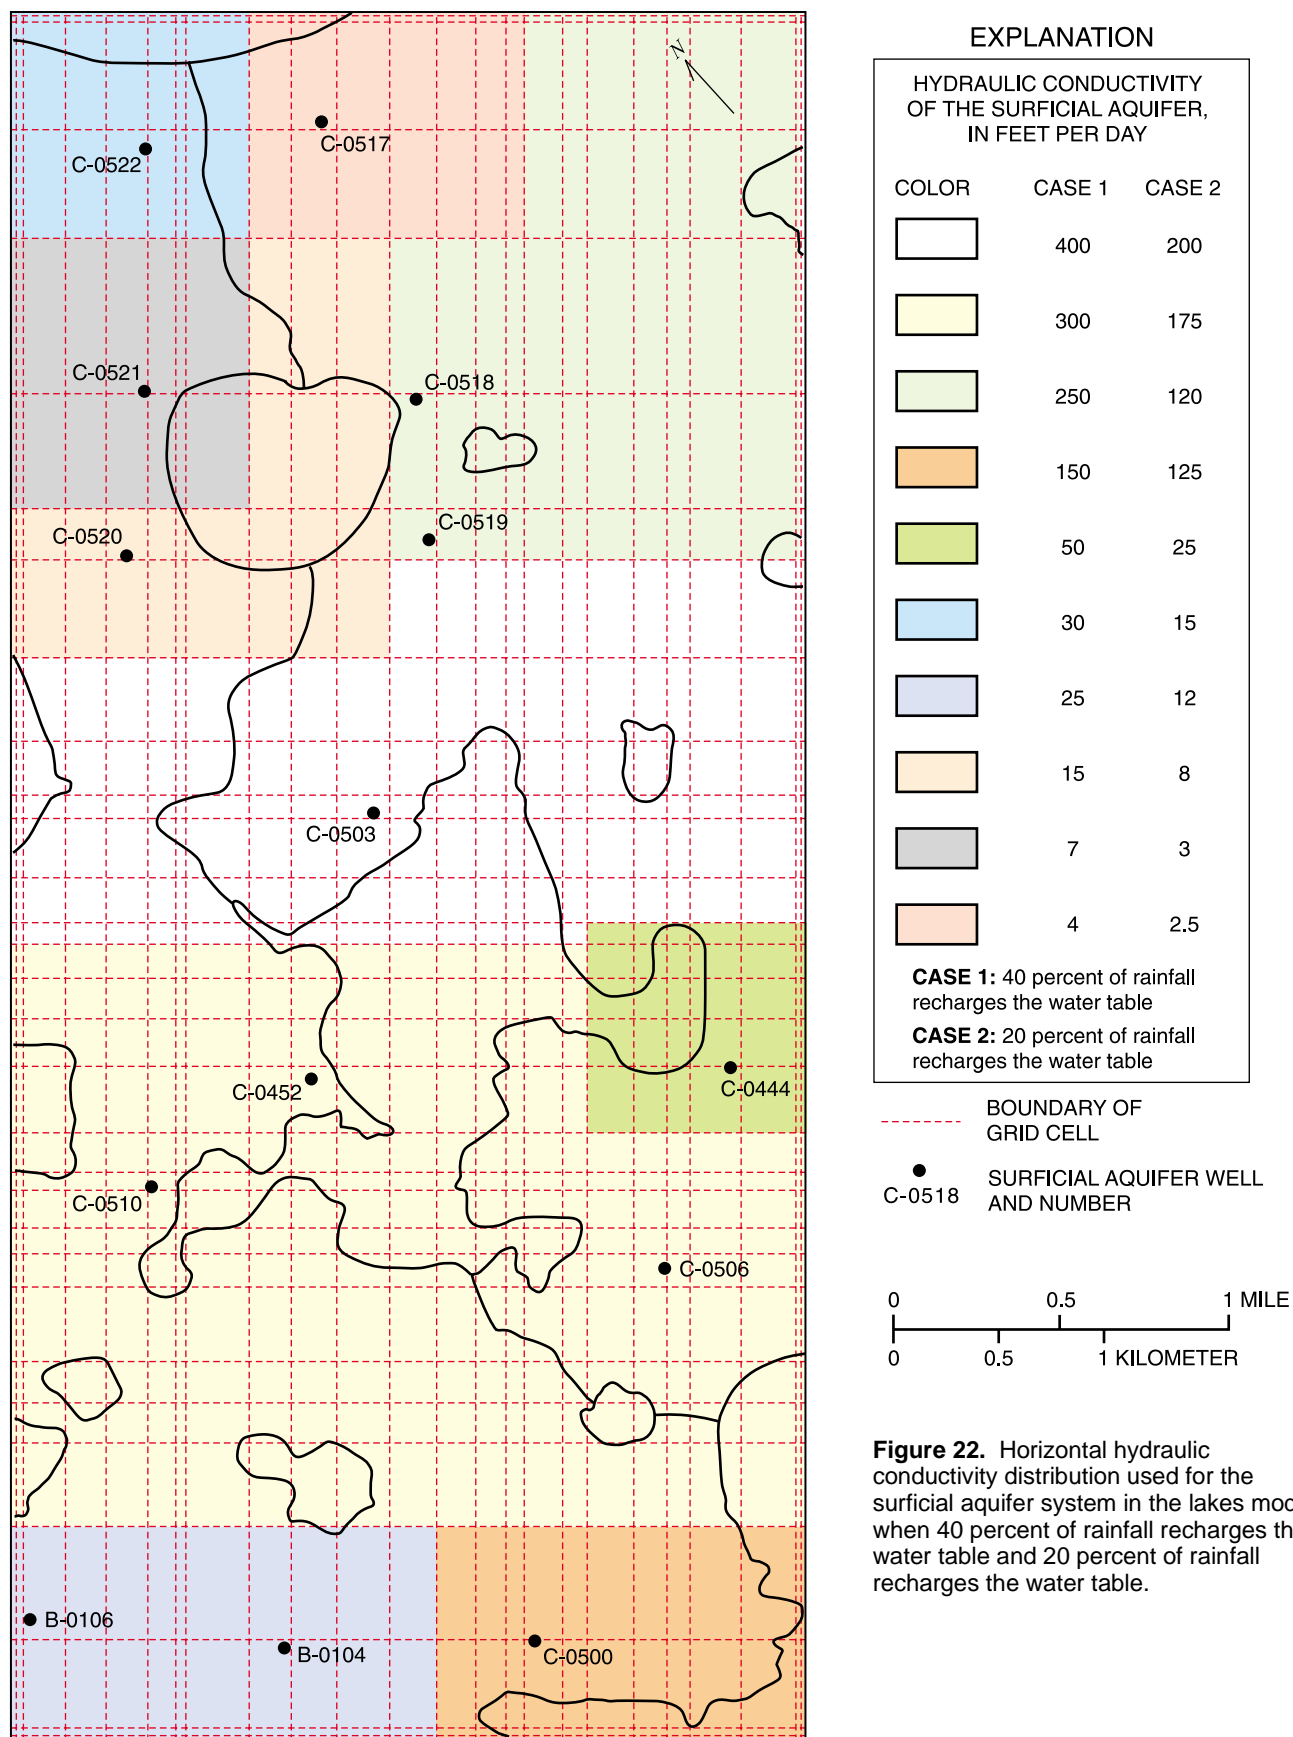 N
C-0517
C-0522
C-0521
C-0518
C-0519
C-0520
C-0503
C-0452
C-0444
C-0510
C-0506
B-0106
B-0104
C-0500
EXPLANATION
HYDRAULIC CONDUCTIVITY
OF THE SURFICIAL AQUIFER,
IN FEET PER DAY
COLOR CASE 1 CASE 2
400 200
300 175
250 120
150 125
50 25
30 15
25 12
15 8
7 3
4 2.5
CASE 1: 40 percent of rainfall
recharges the water table
CASE 2: 20 percent of rainfall
recharges the water table
BOUNDARY OF
GRID CELL
C-0518
SURFICIAL AQUIFER WELL
AND NUMBER
0 0.5 1 MILE
0 0.5 1 KILOMETER
Figure 22. Horizontal hydraulic
conductivity distribution used for the
surficial aquifer system in the lakes mod
when 40 percent of rainfall recharges th
water table and 20 percent of rainfall
recharges the water table.